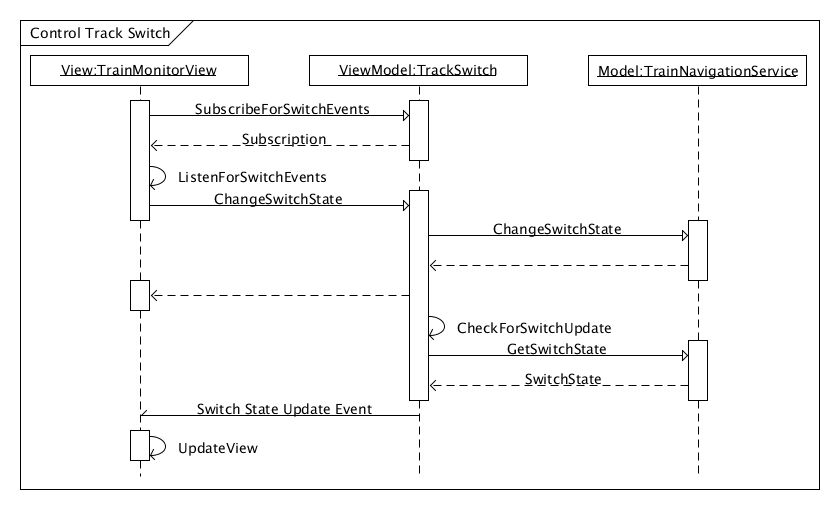 Control Track Switch
View:TrainMonitorView
ViewModel:TrackSwitch
Model:TrainNavigationService
SubscribeForSwitchEvents
Subscription
ListenForSwitchEvents
ChangeSwitchState
ChangeSwitchState
CheckForSwitchUpdate
GetSwitchState
SwitchState
Switch State Update Event
UpdateView